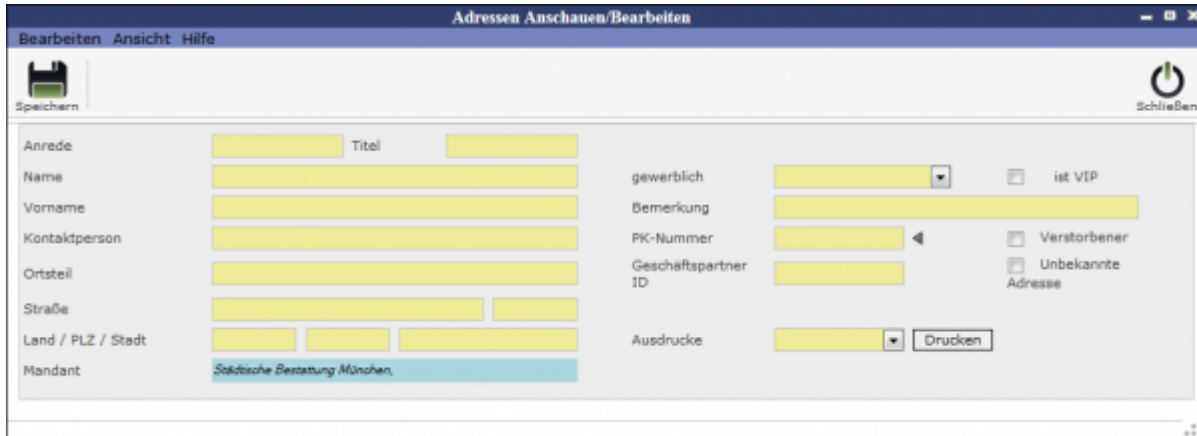 Adressen Anschauen/Bearbeiten
Bearbeiten Ansicht Hilfe
Speichern
Schließen
Anrede Titel
Name gewerblich ist VIP
Vorname Bemerkung
Kontaktperson PK-Nummer Verstorbener
Ortsteil Geschäftspartner ID Unbekannte Adresse
Straße
Land / PLZ / Stadt Ausdrucke Drucken
Mandant Städtische Bestattung München,